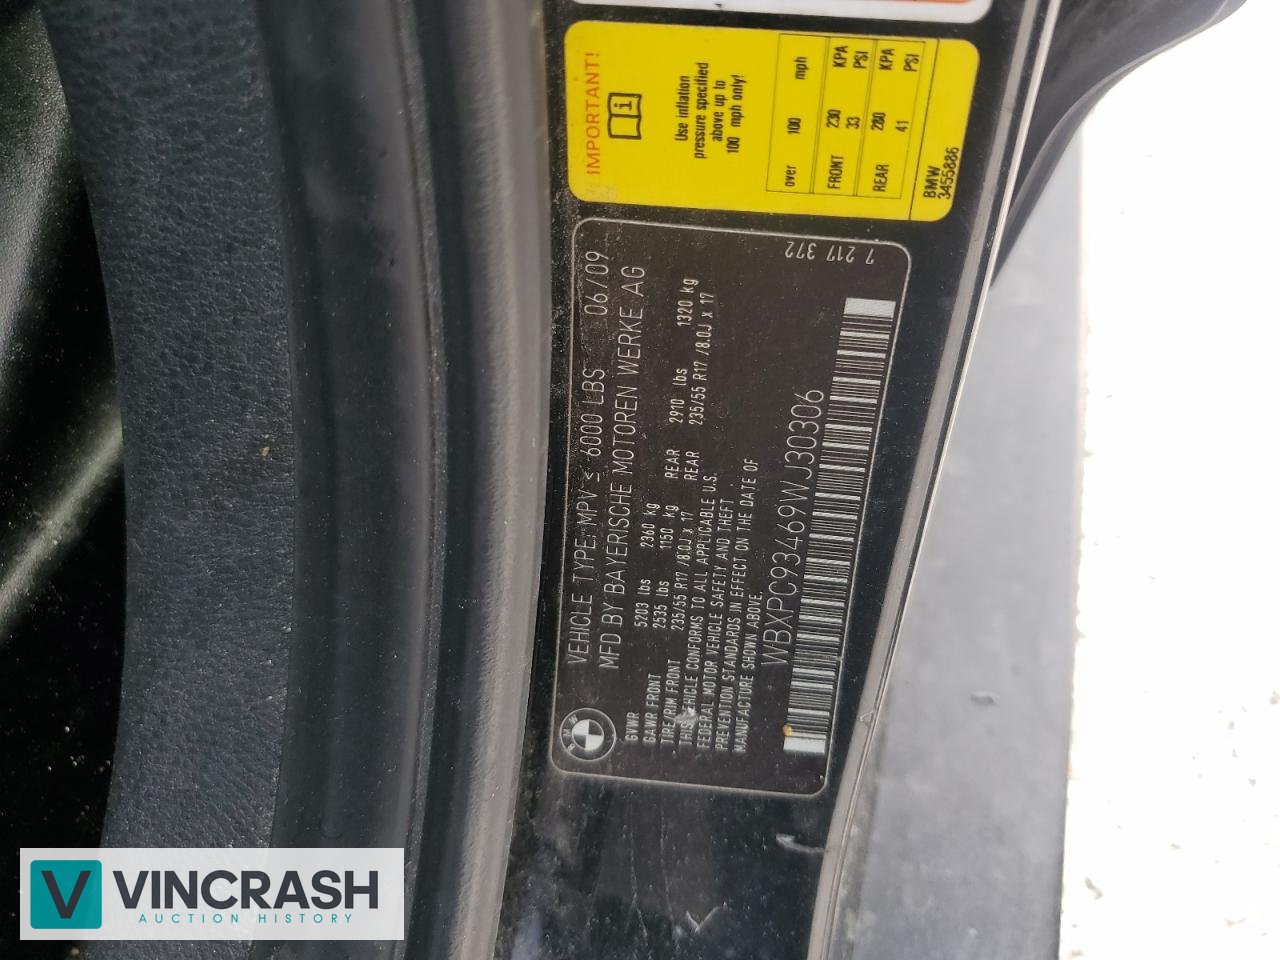 IMPORTANT!
i
Use inflation
pressure specified
above up to
100 mph only!
over 100 mph
FRONT 230 KPA
33 PSI
REAR 280 KPA
41 PSI
BMW
3455886
7 217 372
BMW
VEHICLE TYPE: MPV ≤ 6000 LBS 06/09
MFD BY BAYERISCHE MOTOREN WERKE AG
GVWR 5203 lbs 2360 kg
GAWR FRONT 2535 lbs 1150 kg REAR 2910 lbs 1320 kg
TIRE/RIM FRONT 235/55 R17 /8.0J x 17 REAR 235/55 R17 /8.0J x 17
THIS VEHICLE CONFORMS TO ALL APPLICABLE U.S.
FEDERAL MOTOR VEHICLE SAFETY AND THEFT
PREVENTION STANDARDS IN EFFECT ON THE DATE OF
MANUFACTURE SHOWN ABOVE.
WBXPC93469WJ30306
V VINCRASH
AUCTION HISTORY